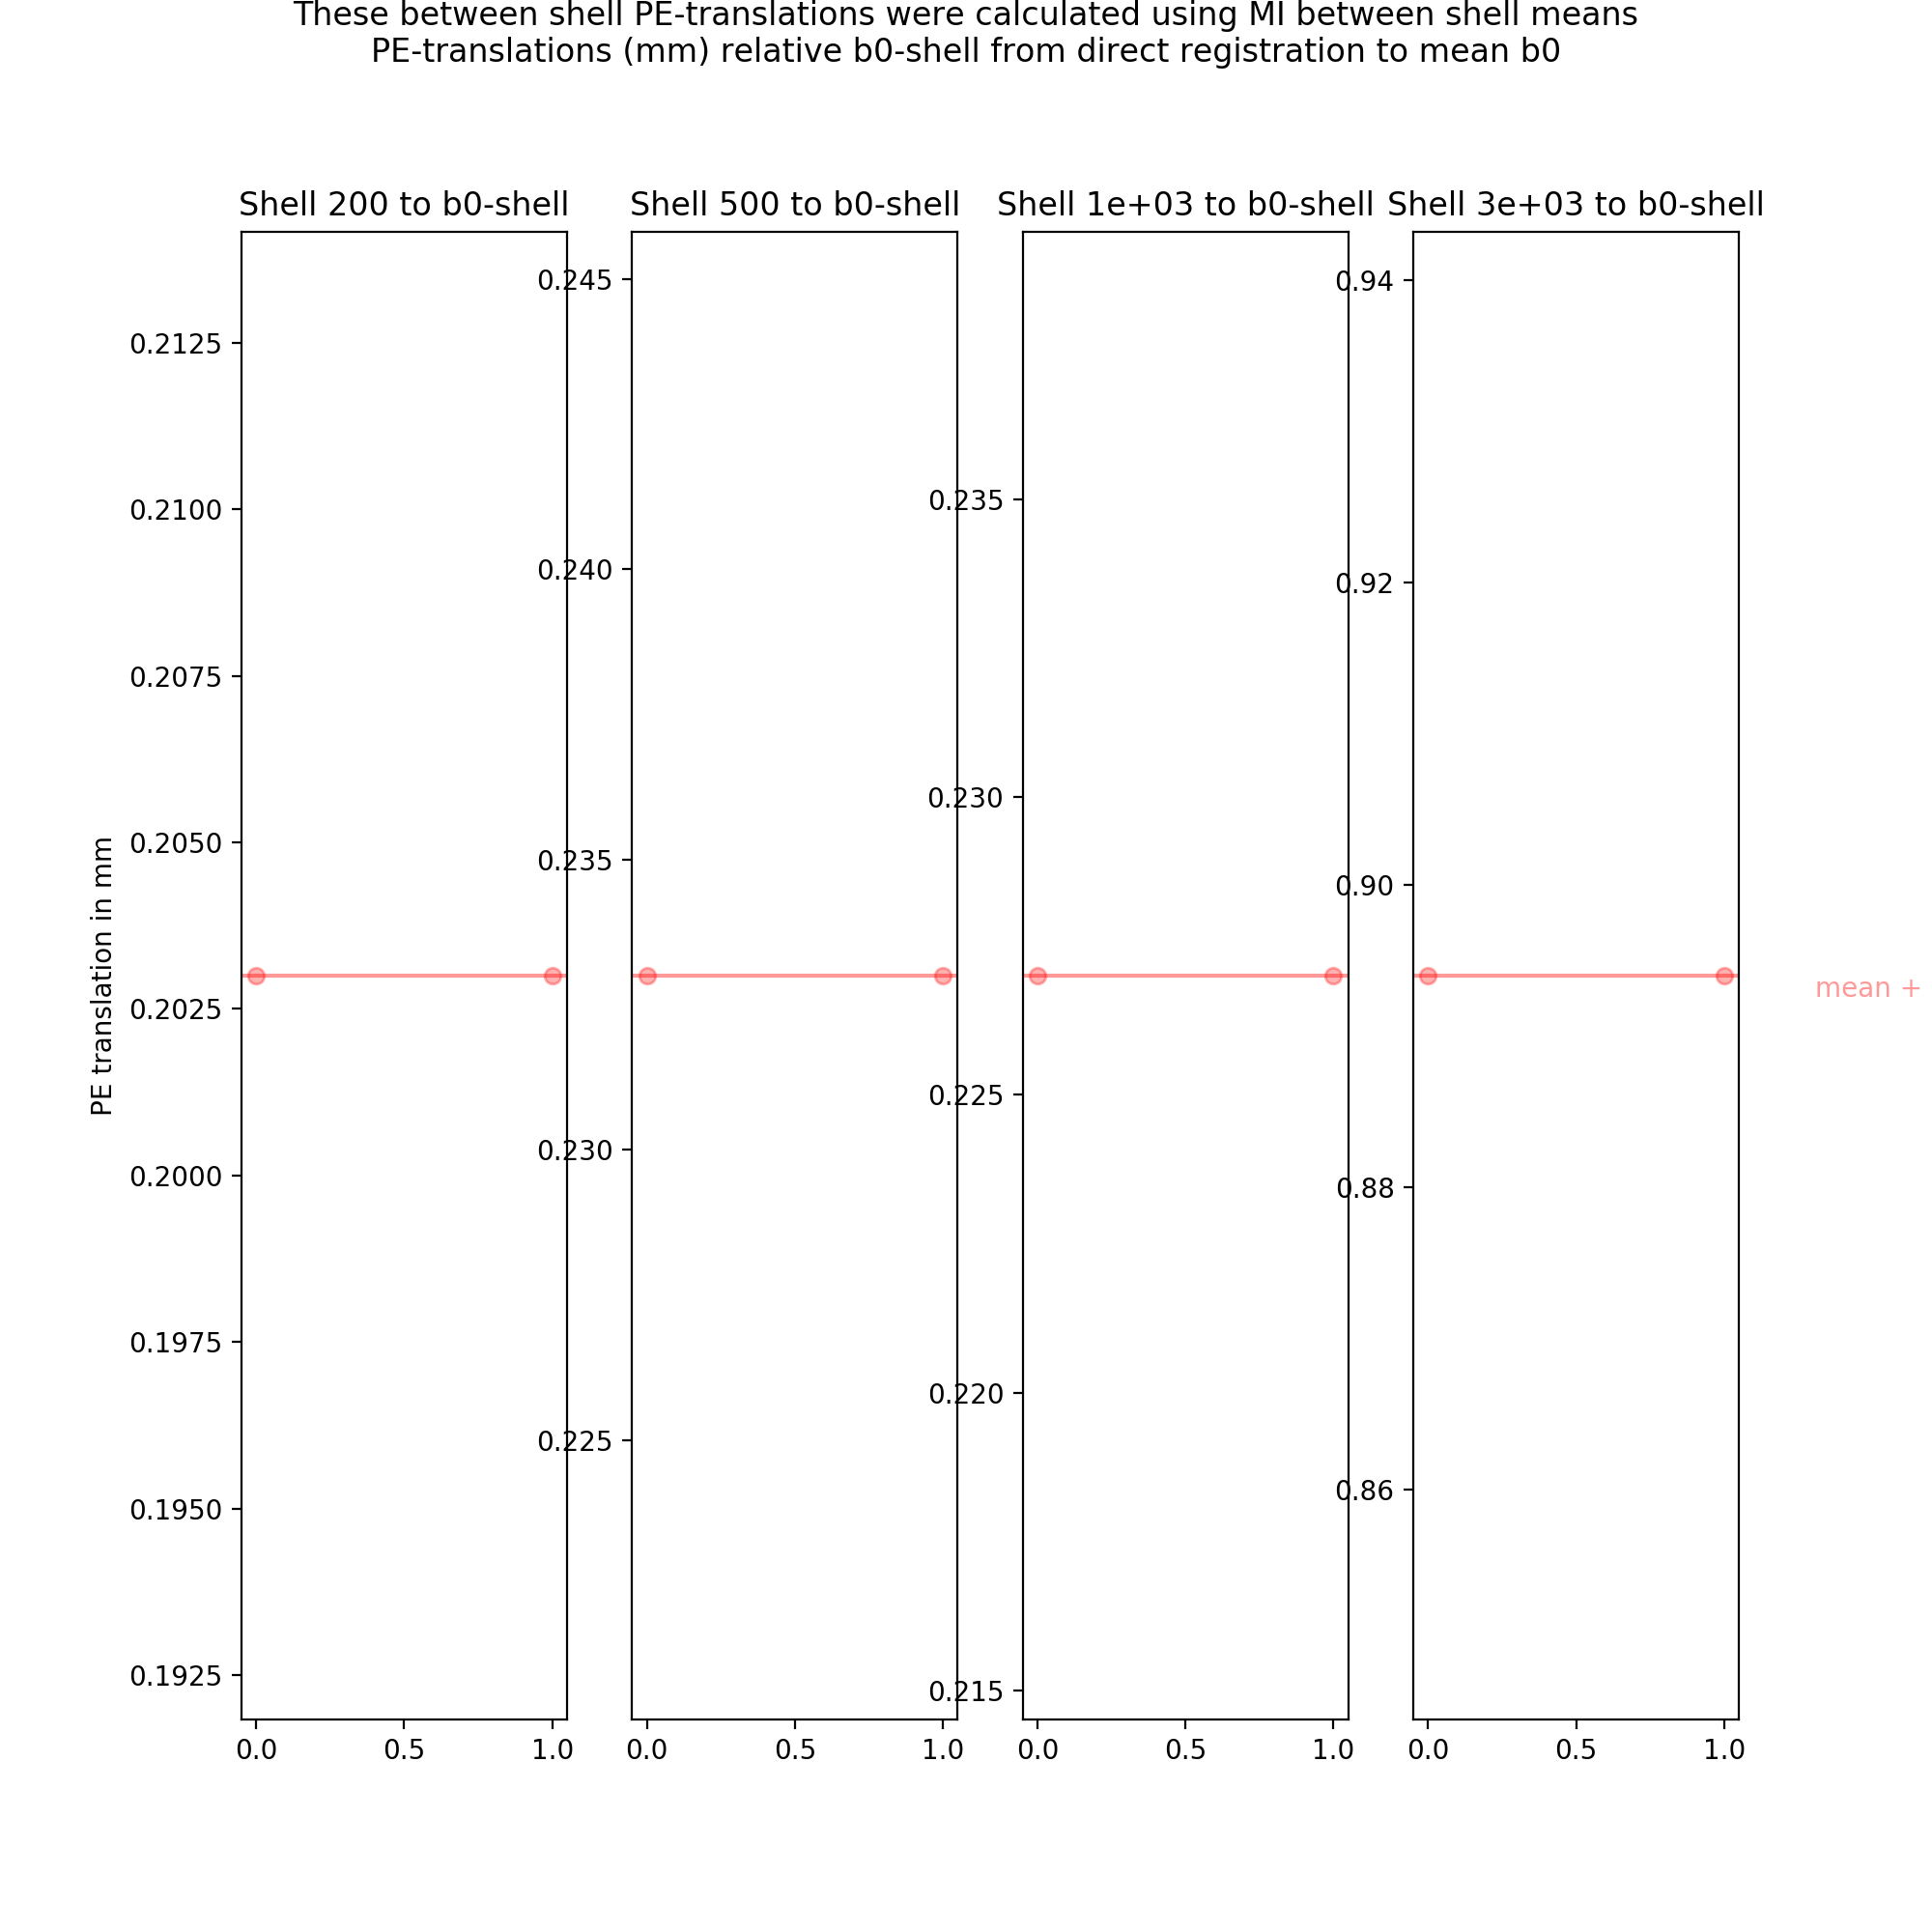 These between shell PE-translations were calculated using MI between shell means
PE-translations (mm) relative b0-shell from direct registration to mean b0
Shell 200 to b0-shell
Shell 500 to b0-shell
Shell 1e+03 to b0-shell
Shell 3e+03 to b0-shell
PE translation in mm
0.2125
0.2100
0.2075
0.2050
0.2025
0.2000
0.1975
0.1950
0.1925
0.0 0.5 1.0
0.245
0.240
0.235
0.230
0.225
0.0 0.5 1.0
0.235
0.230
0.225
0.220
0.215
0.0 0.5 1.0
0.94
0.92
0.90
0.88
0.86
0.0 0.5 1.0
mean +